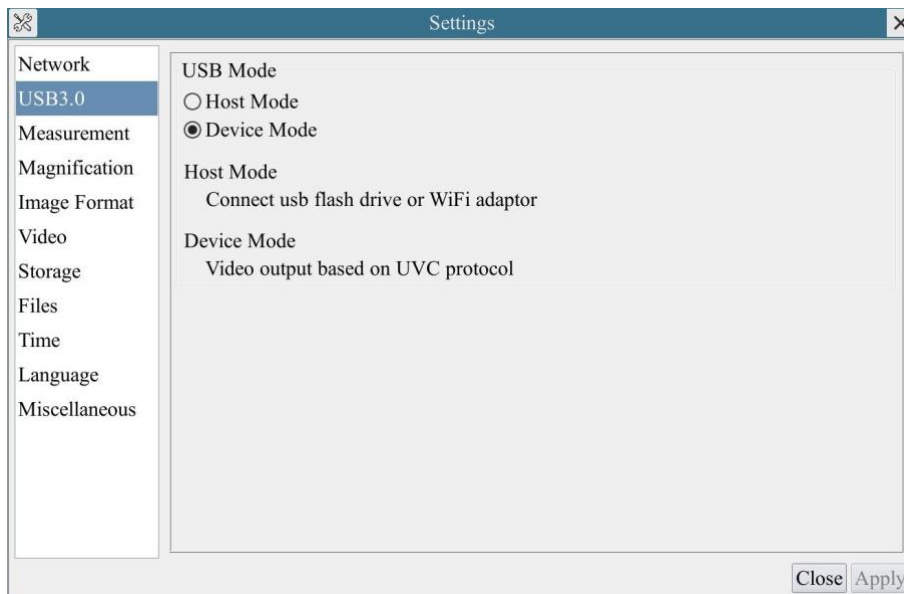 Settings
Network
USB3.0
Measurement
Magnification
Image Format
Video
Storage
Files
Time
Language
Miscellaneous
USB Mode
Host Mode
Device Mode
Host Mode
Connect usb flash drive or WiFi adaptor
Device Mode
Video output based on UVC protocol
Close
Apply